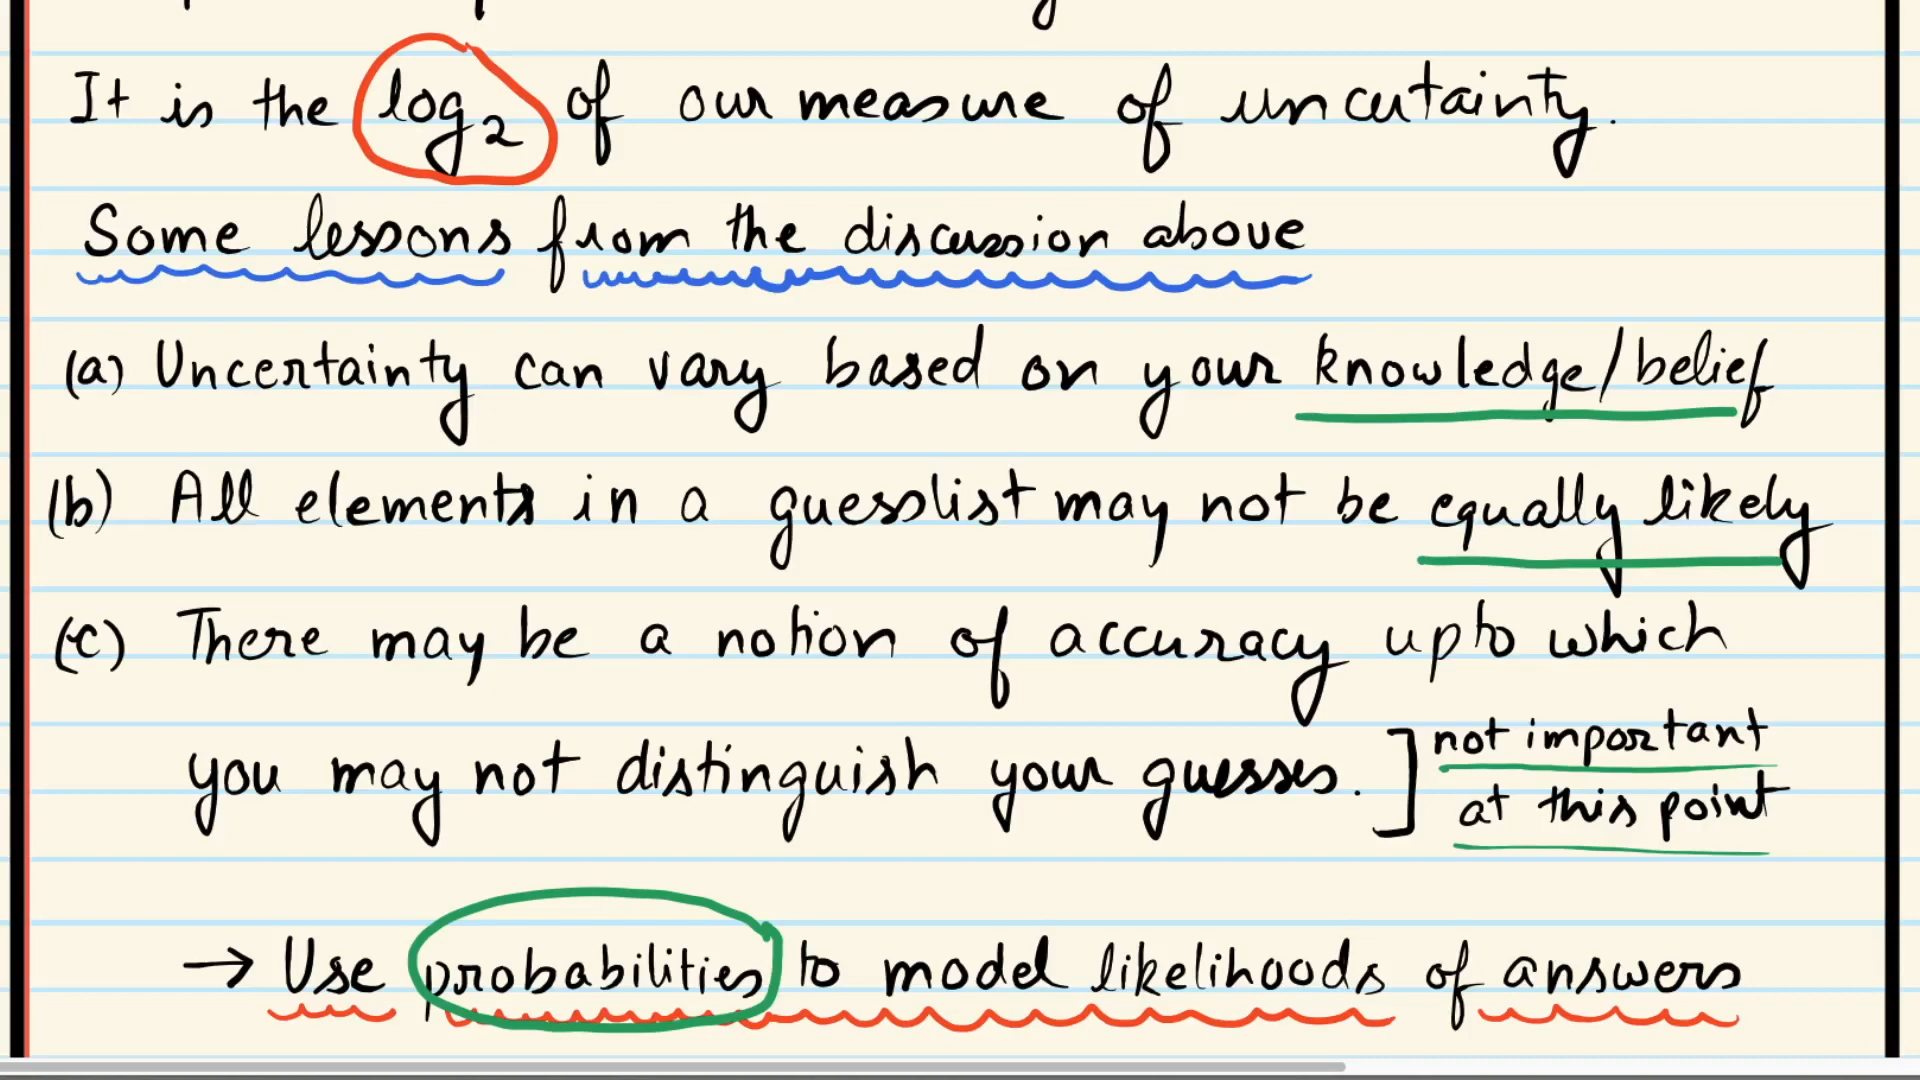 It is the log₂ of our measure of uncertainty.
Some lessons from the discussion above
(a) Uncertainty can vary based on your knowledge/belief
(b) All elements in a guesslist may not be equally likely
(c) There may be a notion of accuracy upto which
you may not distinguish your guesses. ] not important
at this point
→ Use probabilities to model likelihoods of answers